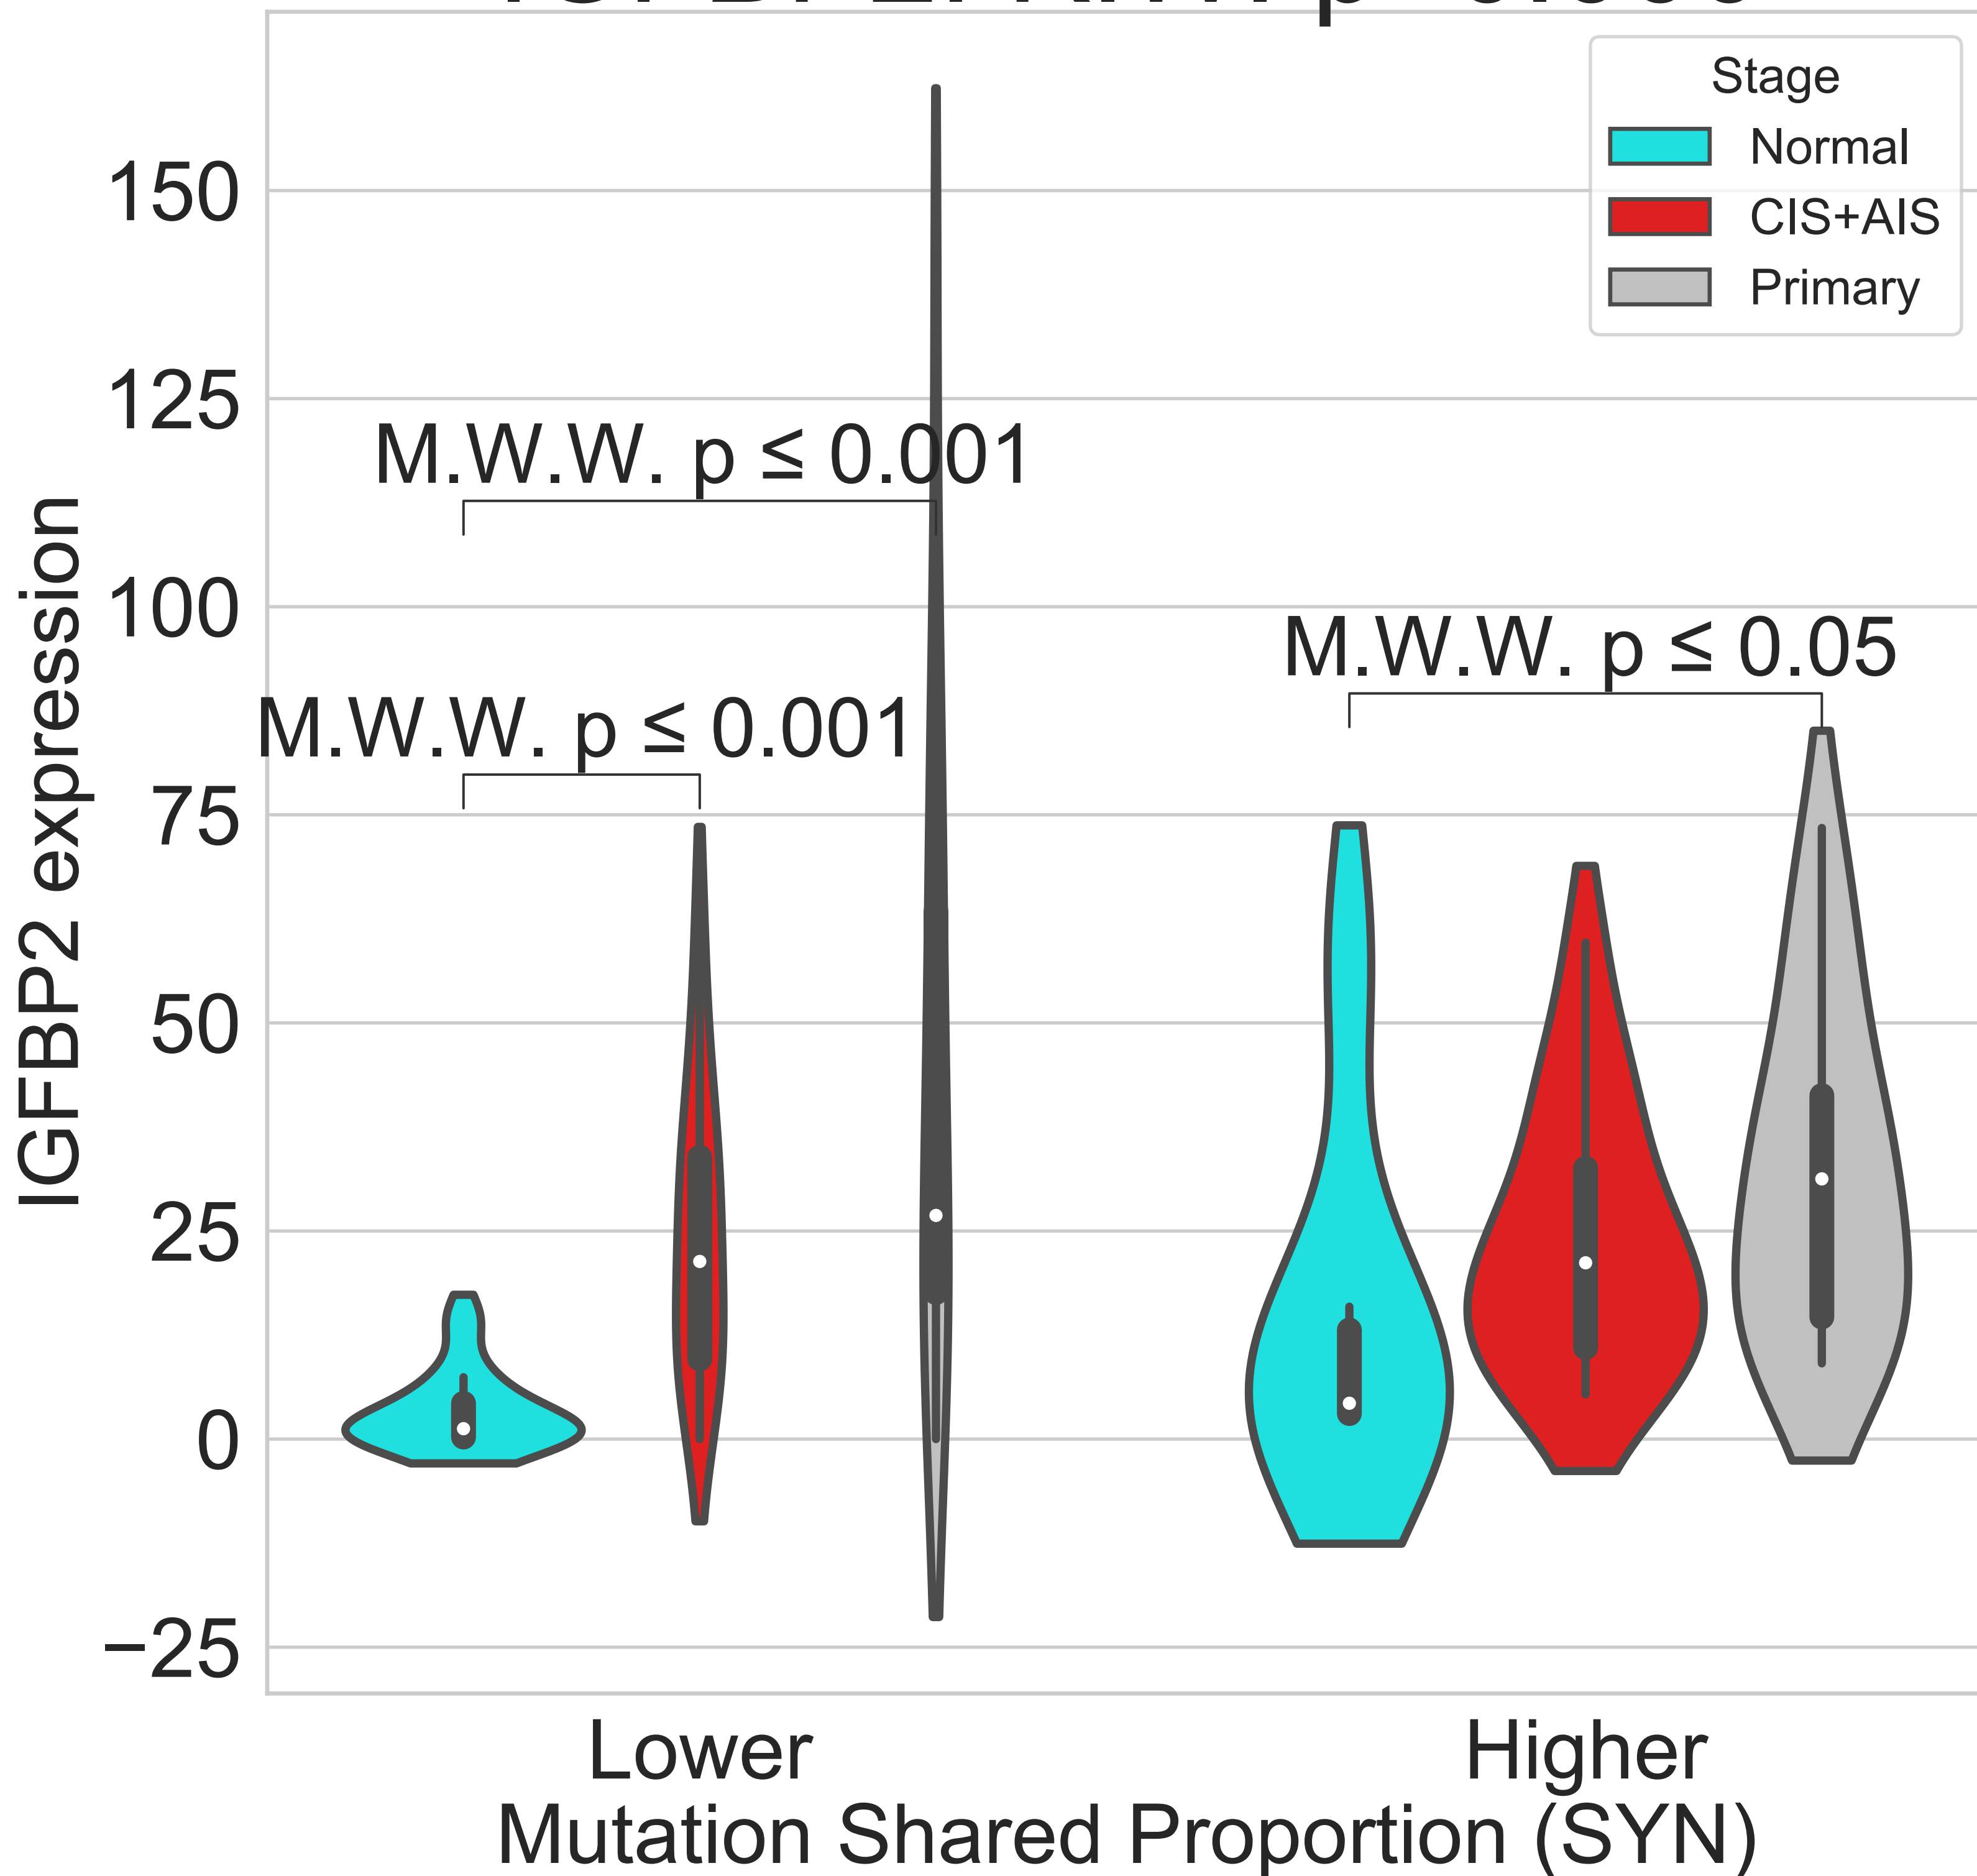 Stage
Normal
CIS+AIS
Primary
150
125
100
75
50
25
0
−25
IGFBP2 expression
M.W.W. p ≤ 0.001
M.W.W. p ≤ 0.001
M.W.W. p ≤ 0.05
Lower
Higher
Mutation Shared Proportion (SYN)